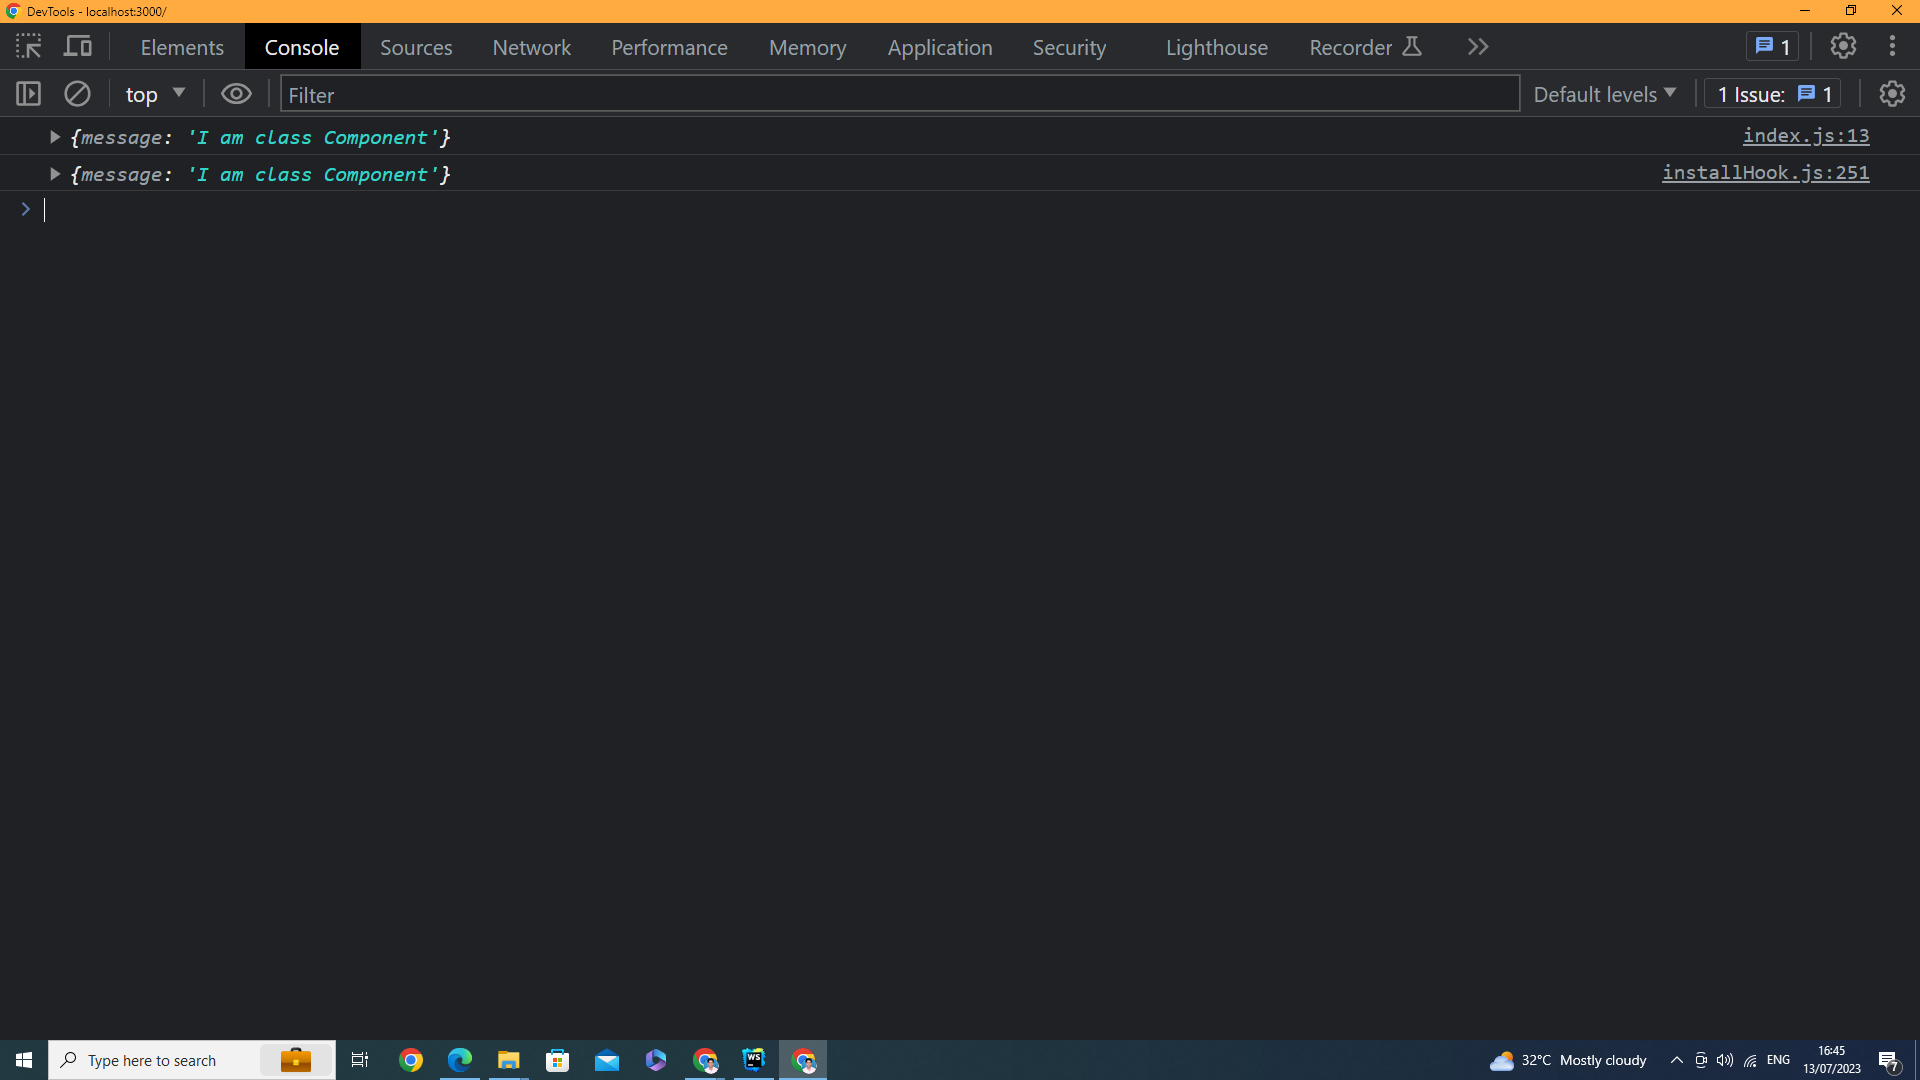 DevTools - localhost:3000/
Elements Console Sources Network Performance Memory Application Security Lighthouse Recorder 1
top Filter Default levels 1 Issue: 1
{message: 'I am class Component'} index.js:13
{message: 'I am class Component'} installHook.js:251
Type here to search 32°C Mostly cloudy ENG 16:45
13/07/2023 7
WS